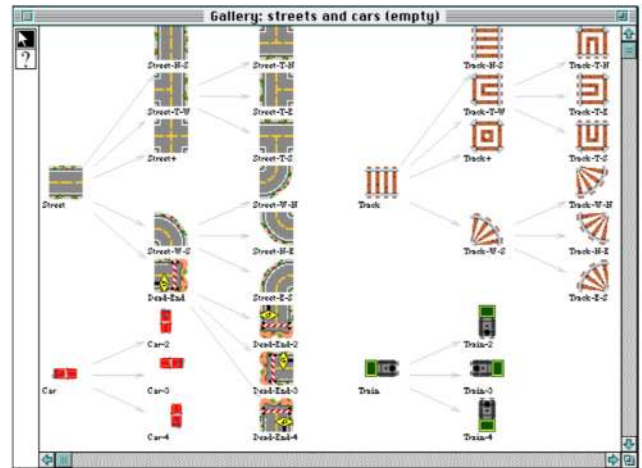 Gallery: streets and cars (empty)
?
Street-N-S
Street-T-N
Track-N-S
Track-T-N
Street-T-W
Street-T-E
Track-T-W
Track-T-E
Street+
Street-T-S
Track+
Track-T-S
Street
Street-W-N
Track
Track-W-N
Street-W-S
Street-N-E
Track-W-S
Track-N-E
Dead-End
Street-E-S
Track-E-S
Car-2
Dead-End-2
Train-2
Car
Car-3
Dead-End-3
Train
Train-3
Car-4
Dead-End-4
Train-4